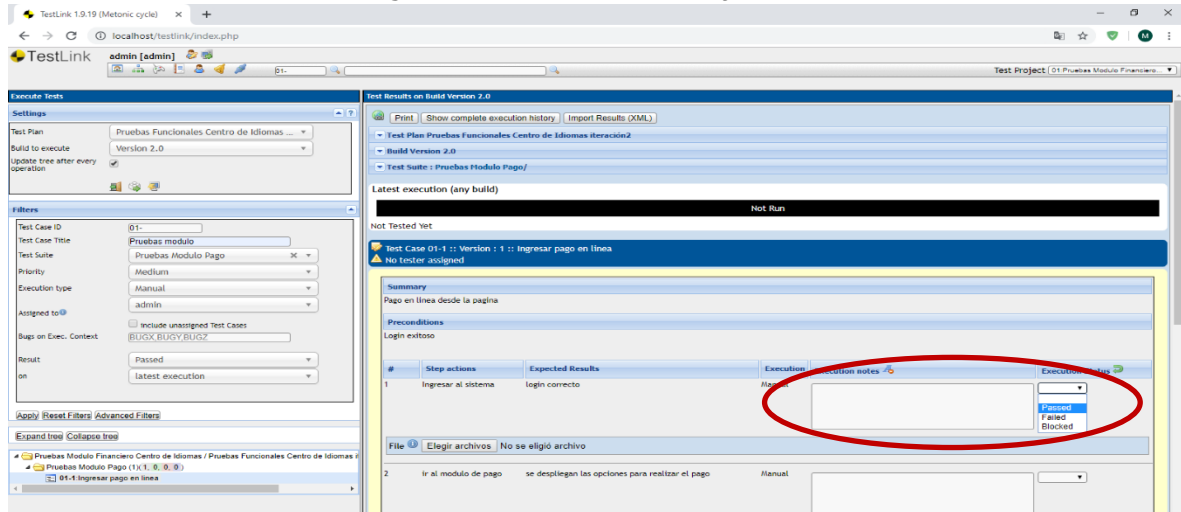 TestLink 1.9.19 (Metonic cycle)
localhost/testlink/index.php
M
TestLink admin [admin]
01-
Test Project 01 Pruebas Modulo Financiero...
Execute Tests
Settings
Test Plan Pruebas Funcionales Centro de Idiomas ...
Build to execute Version 2.0
Update tree after every operation
Filters
Test Case ID 01-
Test Case Title Pruebas modulo
Test Suite Pruebas Modulo Pago
Priority Medium
Execution type Manual
Assigned to admin
Include unassigned Test Cases
Bugs on Exec. Context BUGX,BUGY,BUGZ
Result Passed
on latest execution
Apply Reset Filters Advanced Filters
Expand tree Collapse tree
Pruebas Modulo Financiero Centro de Idiomas / Pruebas Funcionales Centro de Idiomas
Pruebas Modulo Pago (1)(1, 0, 0, 0)
01-1:Ingresar pago en linea
Test Results on Build Version 2.0
Print Show complete execution history Import Results (XML)
Test Plan Pruebas Funcionales Centro de Idiomas iteración2
Build Version 2.0
Test Suite : Pruebas Modulo Pago/
Latest execution (any build)
Not Run
Not Tested Yet
Test Case 01-1 :: Version : 1 :: Ingresar pago en linea
No tester assigned
Summary
Pago en linea desde la pagina
Preconditions
Login exitoso
# Step actions Expected Results Execution notes
1 Ingresar al sistema login correcto
Passed
Failed
Blocked
File Elegir archivos No se eligió archivo
2 ir al modulo de pago se despliegan las opciones para realizar el pago Manual